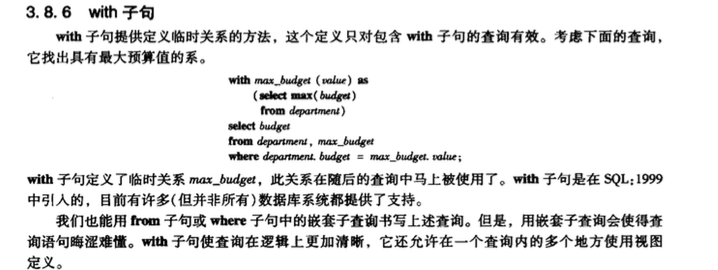 3.8.6 with 子句
with 子句提供定义临时关系的方法，这个定义只对包含 with 子句的查询有效。考虑下面的查询，
它找出具有最大预算值的系。
with max_budget (value) as
(select max(budget)
from department)
select budget
from department, max_budget
where department. budget = max_budget. value;
with 子句定义了临时关系 max_budget，此关系在随后的查询中马上被使用了。with 子句是在 SQL:1999
中引入的，目前有许多(但并非所有)数据库系统都提供了支持。
我们也能用 from 子句或 where 子句中的嵌套子查询书写上述查询。但是，用嵌套子查询会使得查
询语句晦涩难懂。with 子句使查询在逻辑上更加清晰，它还允许在一个查询内的多个地方使用视图
定义。